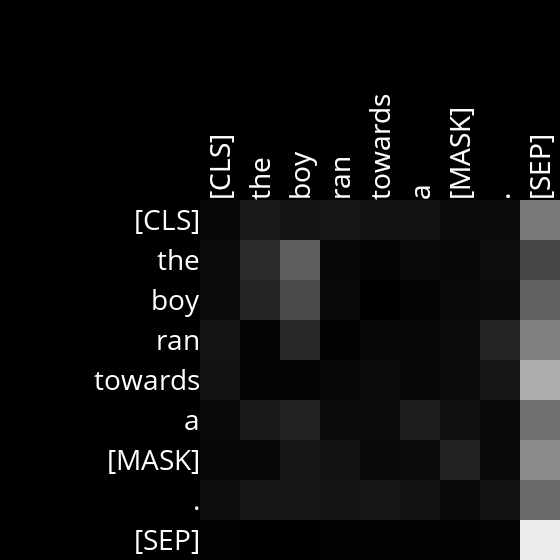 [CLS] the boy ran towards a [MASK] . [SEP]
[CLS]
the
boy
ran
towards
a
[MASK]
.
[SEP]